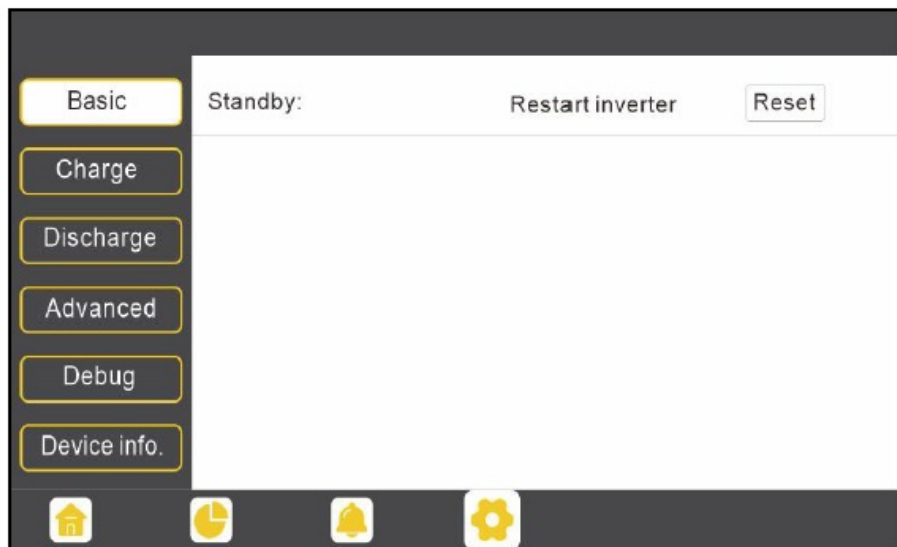 Basic
Standby:
Restart inverter
Reset
Charge
Discharge
Advanced
Debug
Device info.